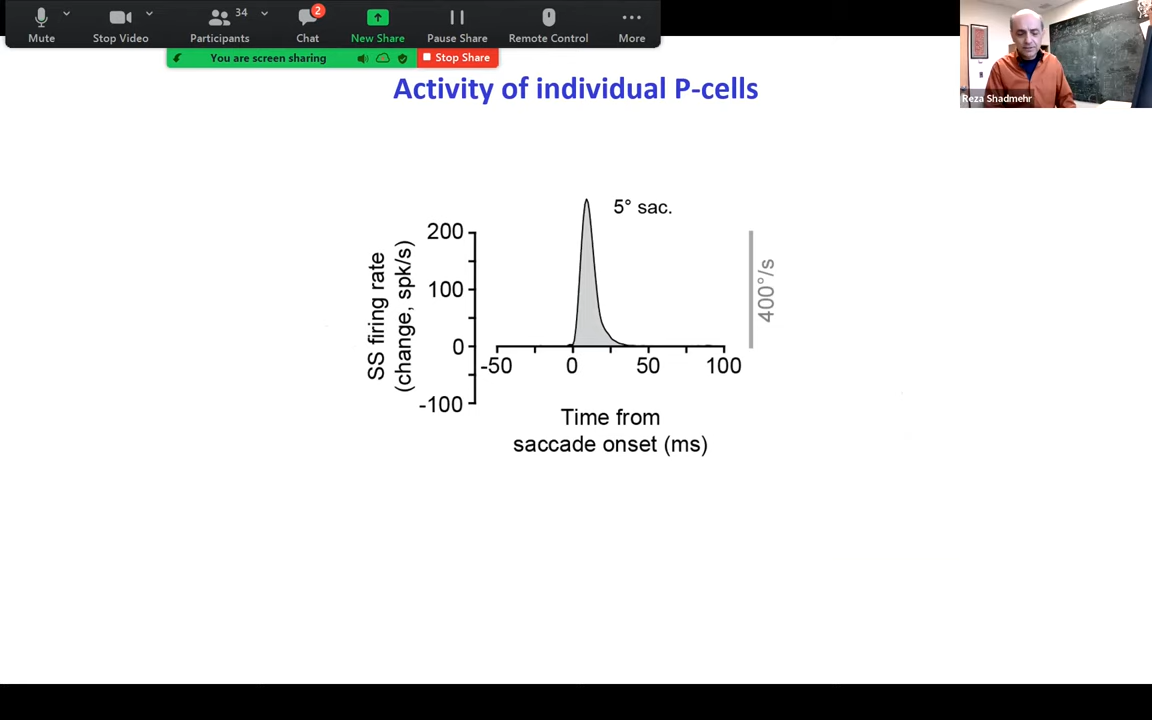 Mute
Stop Video
Participants
34
Chat
2
New Share
Pause Share
Remote Control
More
You are screen sharing
Stop Share
Reza Shadmehr
Activity of individual P-cells
5° sac.
SS firing rate
(change, spk/s)
200
100
0
-100
-50
0
50
100
Time from
saccade onset (ms)
400°/s